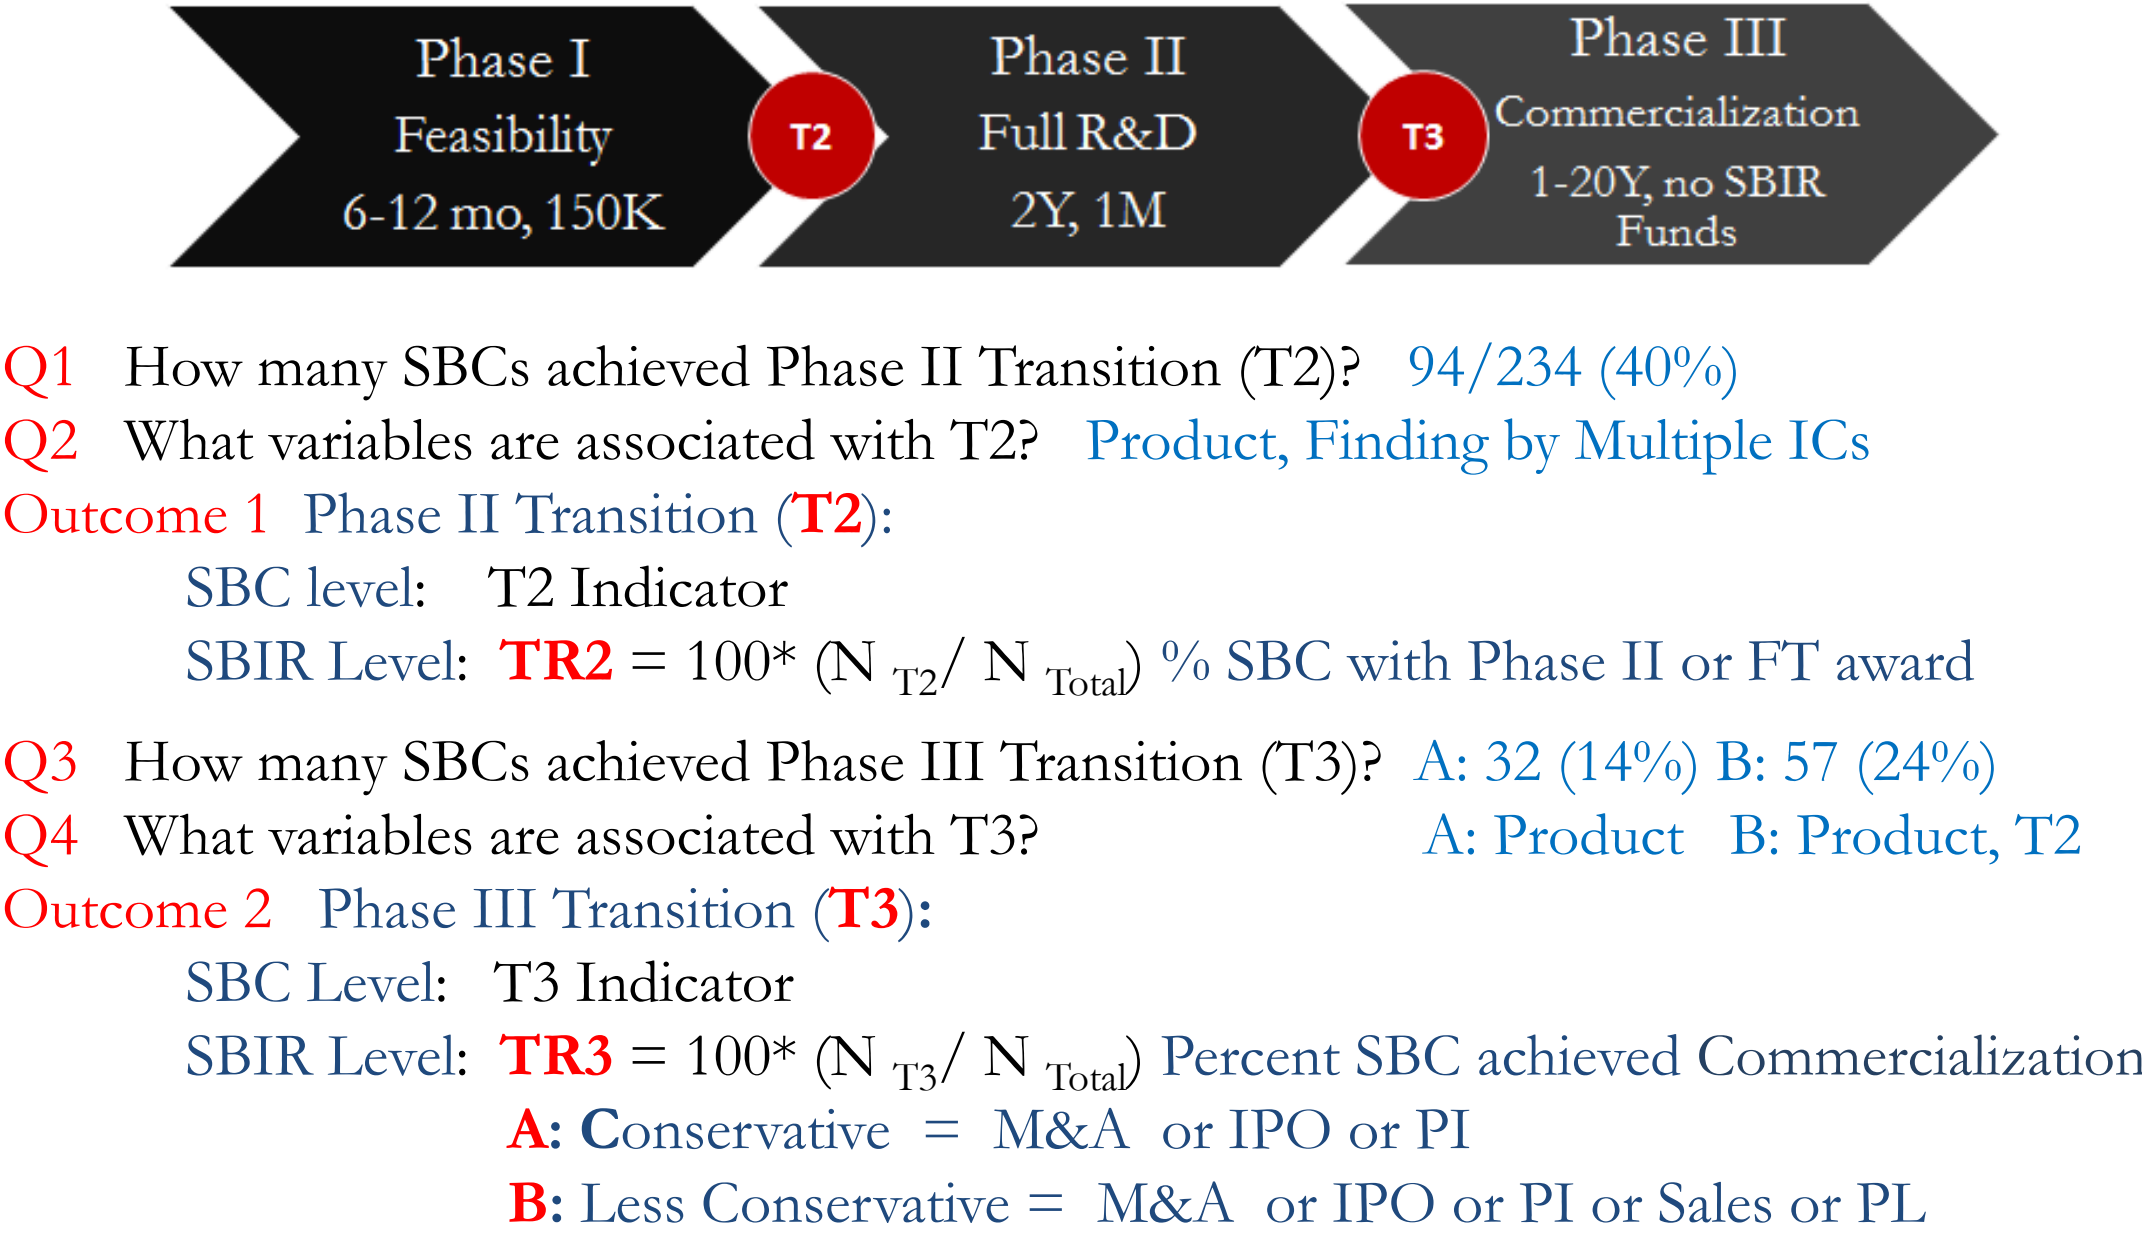 Phase I
Feasibility
6-12 mo, 150K
T2
Phase II
Full R&D
2Y, 1M
T3
Phase III
Commercialization
1-20Y, no SBIR
Funds
Q1 How many SBCs achieved Phase II Transition (T2)? 94/234 (40%)
Q2 What variables are associated with T2? Product, Finding by Multiple ICs
Outcome 1 Phase II Transition (T2):
SBC level: T2 Indicator
SBIR Level: TR2 = 100* (N T2/ N Total) % SBC with Phase II or FT award
Q3 How many SBCs achieved Phase III Transition (T3)? A: 32 (14%) B: 57 (24%)
Q4 What variables are associated with T3? A: Product B: Product, T2
Outcome 2 Phase III Transition (T3):
SBC Level: T3 Indicator
SBIR Level: TR3 = 100* (N T3/ N Total) Percent SBC achieved Commercialization
A: Conservative = M&A or IPO or PI
B: Less Conservative = M&A or IPO or PI or Sales or PL